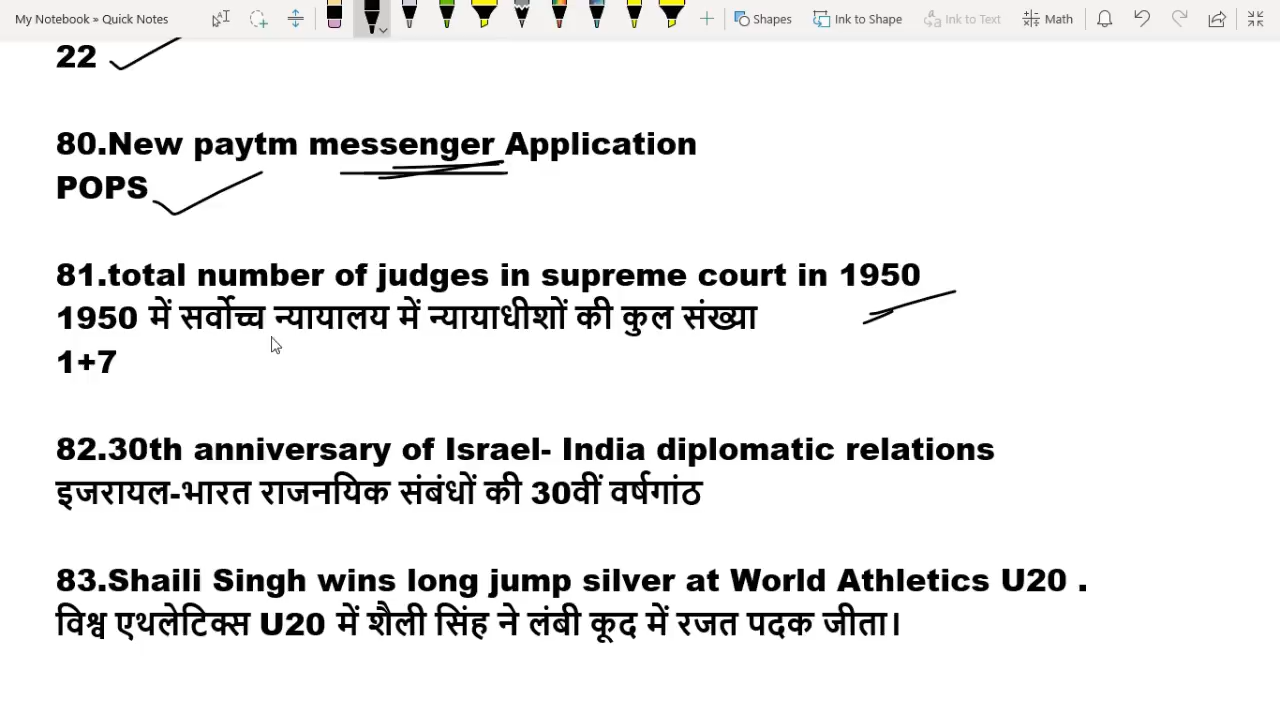 My Notebook » Quick Notes
Shapes
Ink to Shape
Ink to Text
Math
22
80.New paytm messenger Application
POPS
81.total number of judges in supreme court in 1950
1950 में सर्वोच्च न्यायालय में न्यायाधीशों की कुल संख्या
1+7
82.30th anniversary of Israel- India diplomatic relations
इजरायल-भारत राजनयिक संबंधों की 30वीं वर्षगांठ
83.Shaili Singh wins long jump silver at World Athletics U20 .
विश्व एथलेटिक्स U20 में शैली सिंह ने लंबी कूद में रजत पदक जीता।